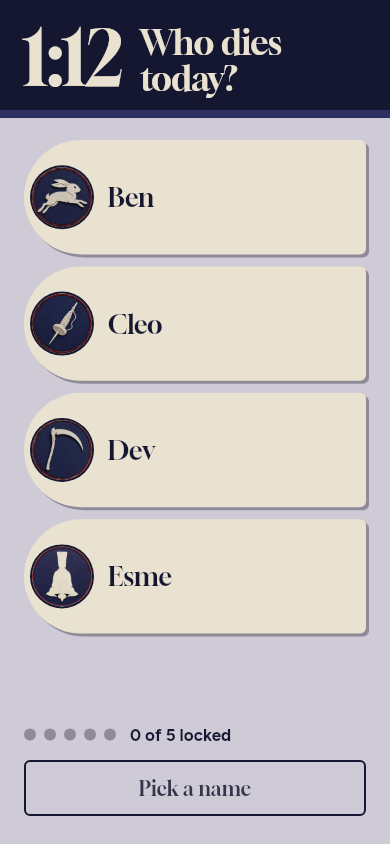 1:12
Who dies
today?
Ben
Cleo
Dev
Esme
0 of 5 locked
Pick a name